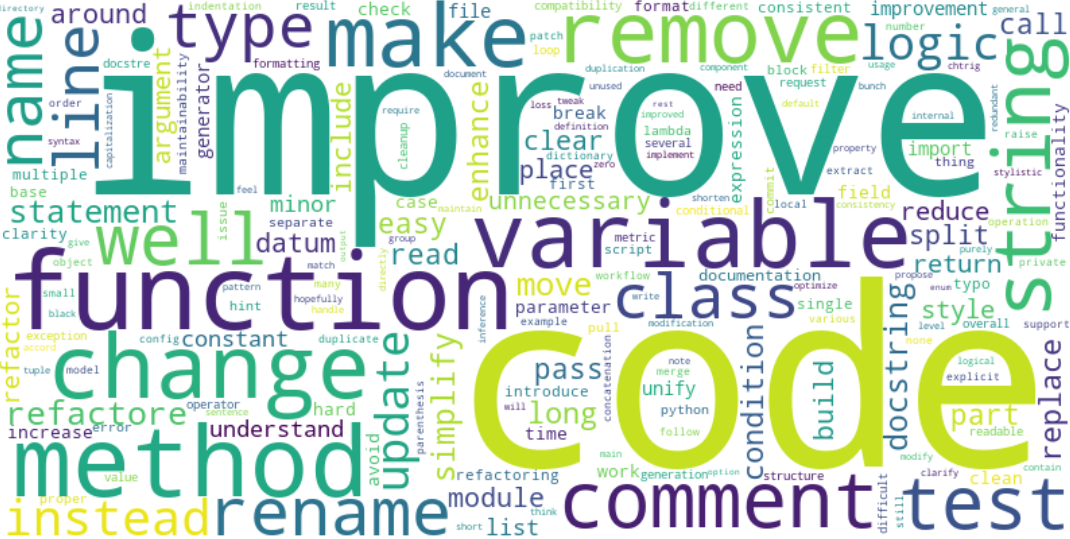 directory
around
indentation
result
check
file
compatibility
format
different
consistent
improvement
number
general
call
name
line
docstre
type
formatting
make
patch
loop
remove
logic
improve
order
syntax
capitalization
argument
maintainability
generator
include
require
cleanup
document
enhance
duplication
unused
component
block
request
filter
need
usage
chtrig
default
bunch
redundant
internal
raise
stylistic
string
functionality
loss
tweak
break
definition
rest
improved
implement
lambda
clear
several
dictionary
zero
place
first
expression
property
extract
import
thing
multiple
base
feel
statement
clarity
give
well
issue
minor
separate
datum
case
maintain
easy
output
unnecessary
commit
shorten
conditional
local
field
consistency
reduce
operation
purely
split
object
function
small
black
pattern
hint
match
many
hopefully
handle
group
directly
read
variable
metric
script
workflow
move
parameter
documentation
optimize
return
propose
enum
typo
private
refactor
exception
accord
tuple
model
config
constant
duplicate
change
operator
sentence
hard
update
simplify
parenthesis
inference
example
write
class
pull
modification
single
various
style
level
overall
none
support
docstring
code
pass
note
merge
introduce
unify
concatenation
will
long
python
time
follow
condition
build
logical
explicit
part
readable
replace
refactore
increase
error
understand
avoid
method
value
refactoring
main
work
generation
option
structure
modify
clarify
contain
clean
proper
instead
rename
module
think
short
list
comment
difficult
still
test